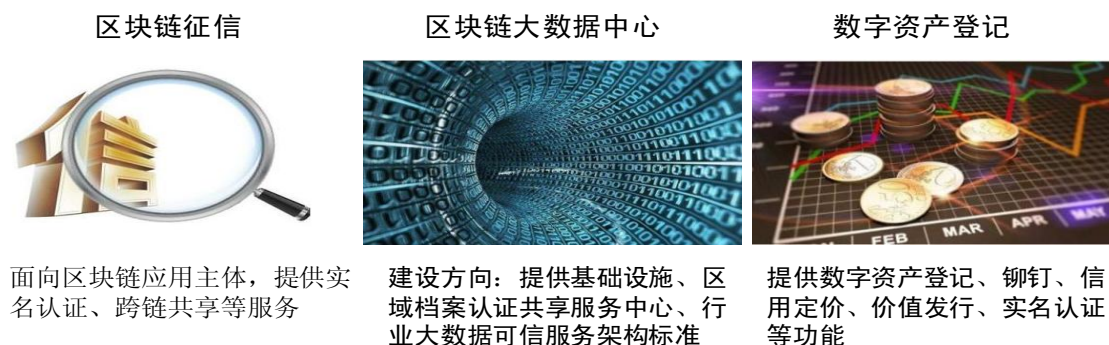 区块链征信
区块链大数据中心
数字资产登记
FEB
MAR
APR
MAY
面向区块链应用主体，提供实
名认证、跨链共享等服务
建设方向：提供基础设施、区
域档案认证共享服务中心、行
业大数据可信服务架构标准
提供数字资产登记、铆钉、信
用定价、价值发行、实名认证
等功能